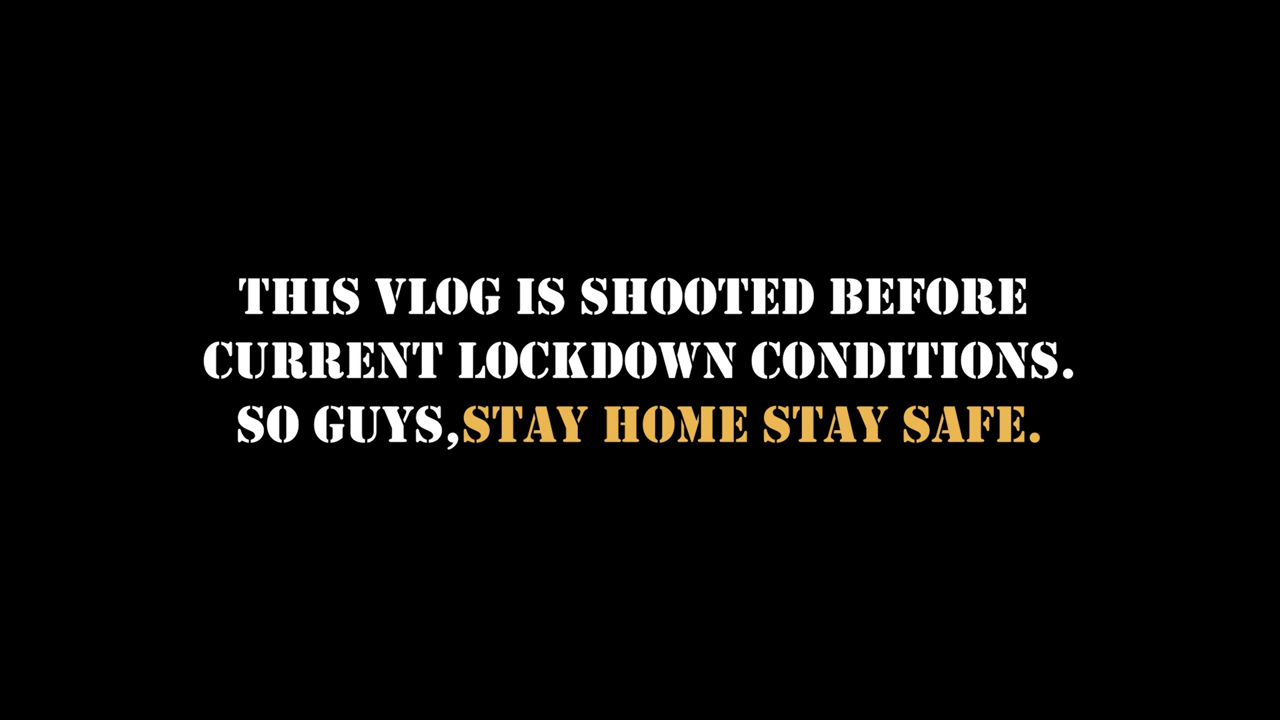 THIS VLOG IS SHOOTED BEFORE
CURRENT LOCKDOWN CONDITIONS.
SO GUYS,STAY HOME STAY SAFE.